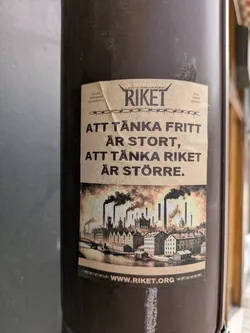 RIKET
ATT TÄNKA FRITT
ÄR STORT,
ATT TÄNKA RIKET
ÄR STÖRRE.
WWW.RIKET.ORG